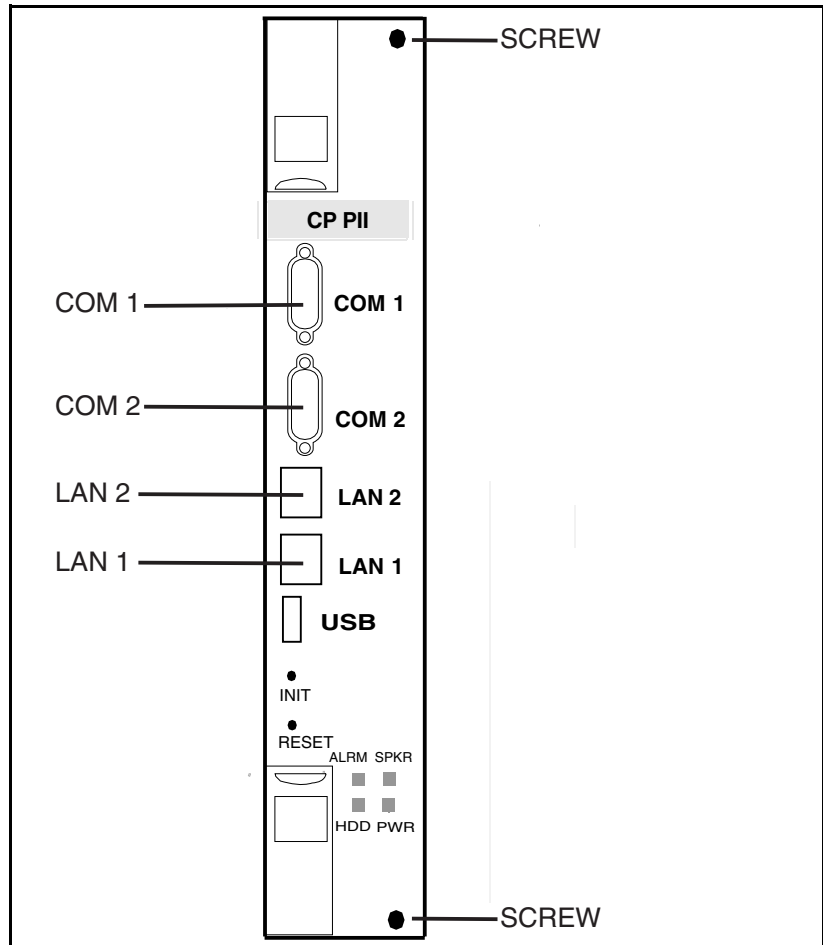 SCREW
CP PII
COM 1 COM 1
COM 2 COM 2
LAN 2 LAN 2
LAN 1 LAN 1
USB
INIT
RESET
ALRM SPKR
HDD PWR
SCREW